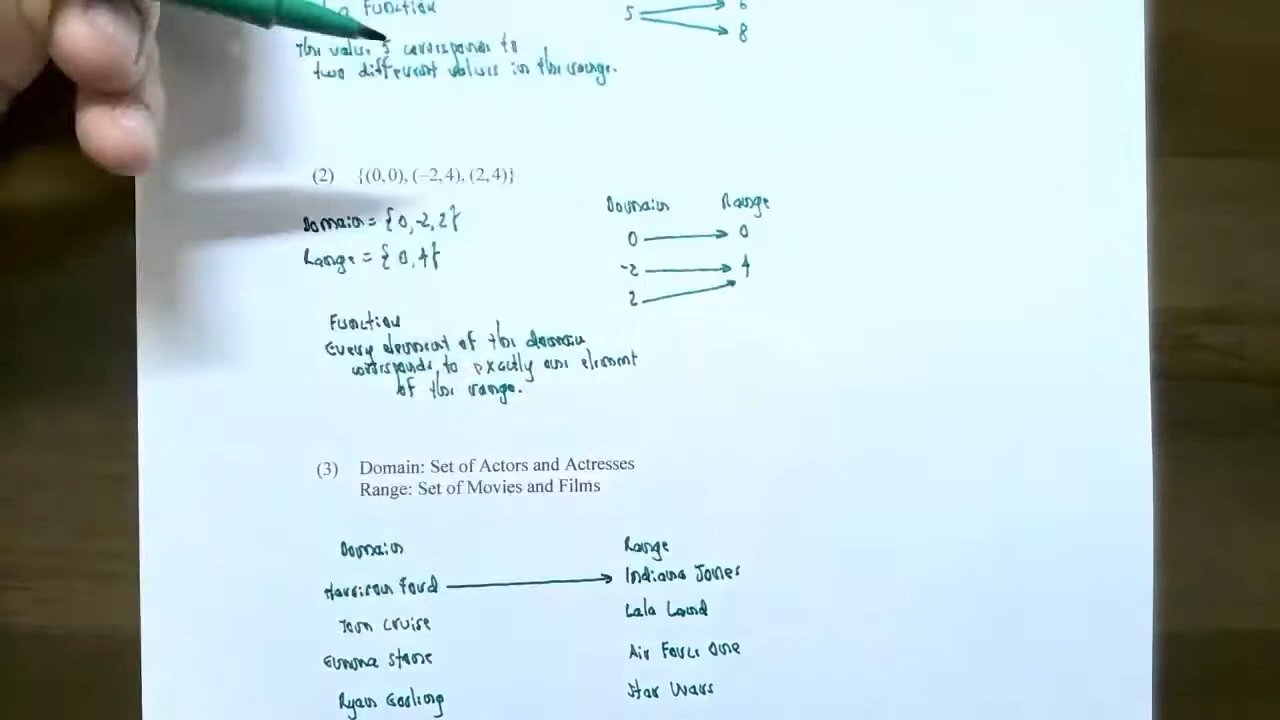 a Function
5
6
8
The value 5 corresponds to
two different values in the range.
(2) {(0,0), (−2,4), (2,4)}
Domain = {0,-2,2}
Range = {0,4}
Domain Range
0 0
-2 4
2
Function
Every element of the domain
corresponds to exactly one element
of the range.
(3) Domain: Set of Actors and Actresses
Range: Set of Movies and Films
Domain Range
Harrison Ford Indiana Jones
Tom Cruise Lala Land
Emma Stone Air Force One
Ryan Gosling Star Wars